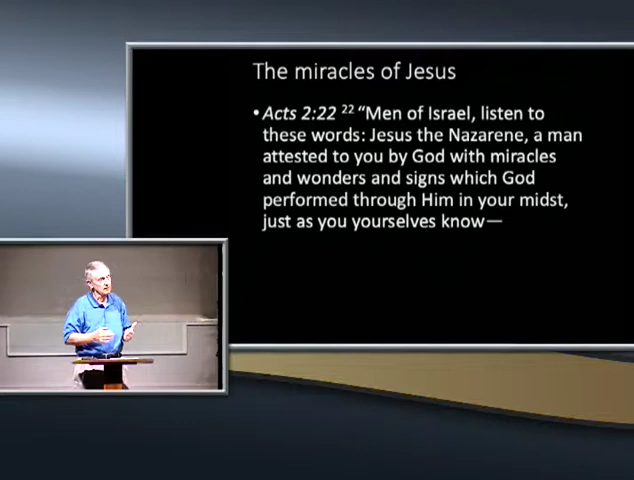 The miracles of Jesus
• Acts 2:22 22 “Men of Israel, listen to
these words: Jesus the Nazarene, a man
attested to you by God with miracles
and wonders and signs which God
performed through Him in your midst,
just as you yourselves know—